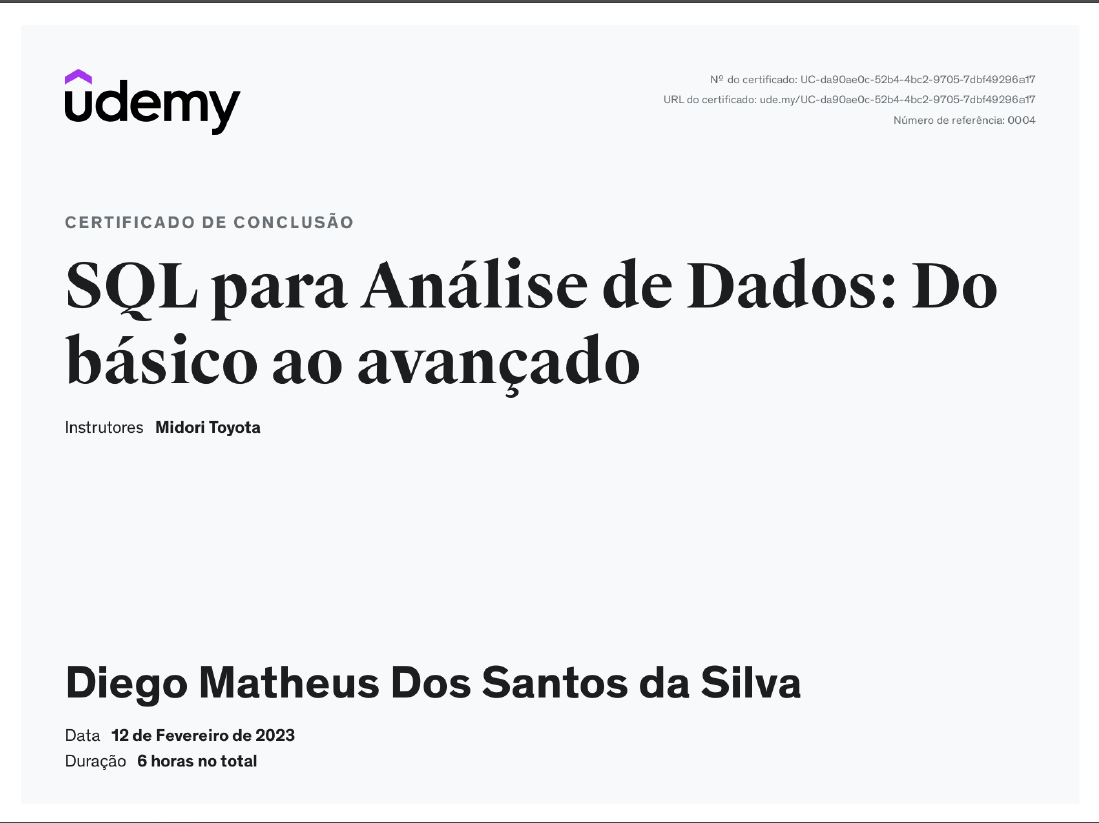 udemy
Nº do certificado: UC-da90ae0c-52b4-4bc2-9705-7dbf49296a17
URL do certificado: ude.my/UC-da90ae0c-52b4-4bc2-9705-7dbf49296a17
Número de referência: 0004
CERTIFICADO DE CONCLUSÃO
SQL para Análise de Dados: Do
básico ao avançado
Instrutores Midori Toyota
Diego Matheus Dos Santos da Silva
Data 12 de Fevereiro de 2023
Duração 6 horas no total